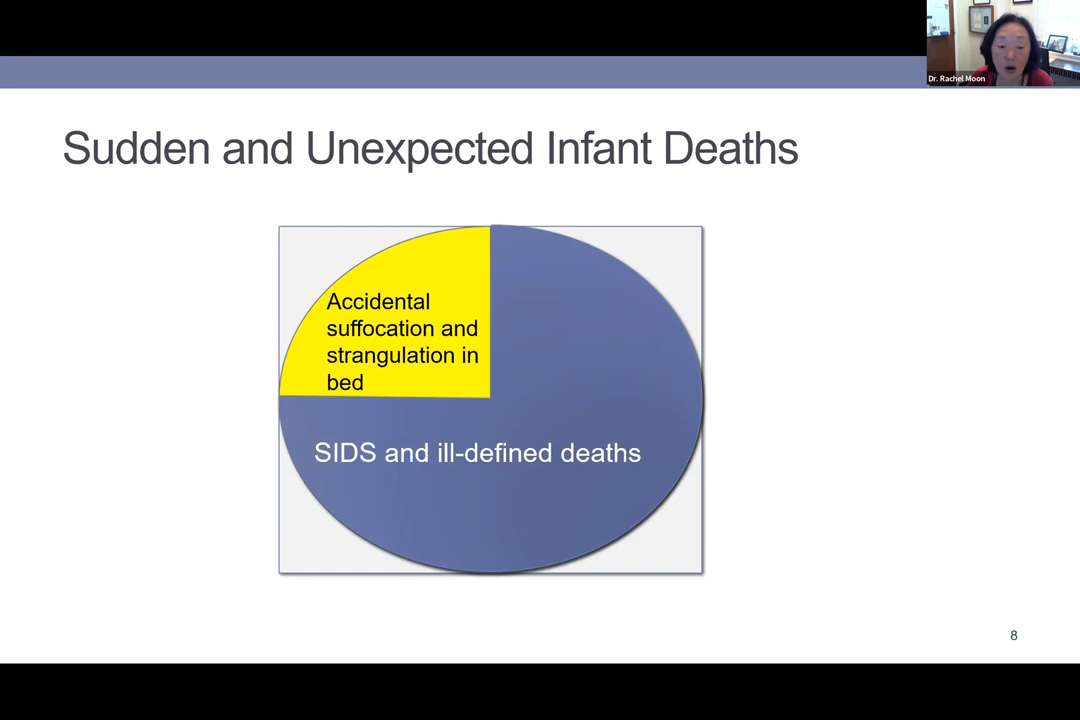 Dr. Rachel Moon
Sudden and Unexpected Infant Deaths
Accidental
suffocation and
strangulation in
bed
SIDS and ill-defined deaths
8